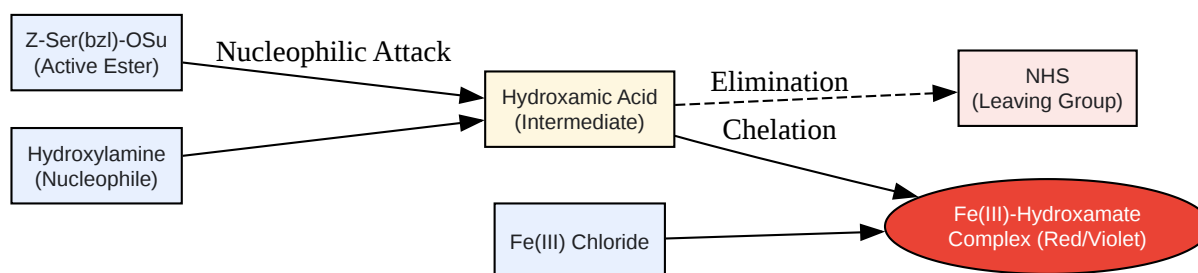 Z-Ser(bzl)-OSu
(Active Ester)
Nucleophilic Attack
Hydroxylamine
(Nucleophile)
Hydroxamic Acid
(Intermediate)
Elimination
Chelation
NHS
(Leaving Group)
Fe(III) Chloride
Fe(III)-Hydroxamate
Complex (Red/Violet)